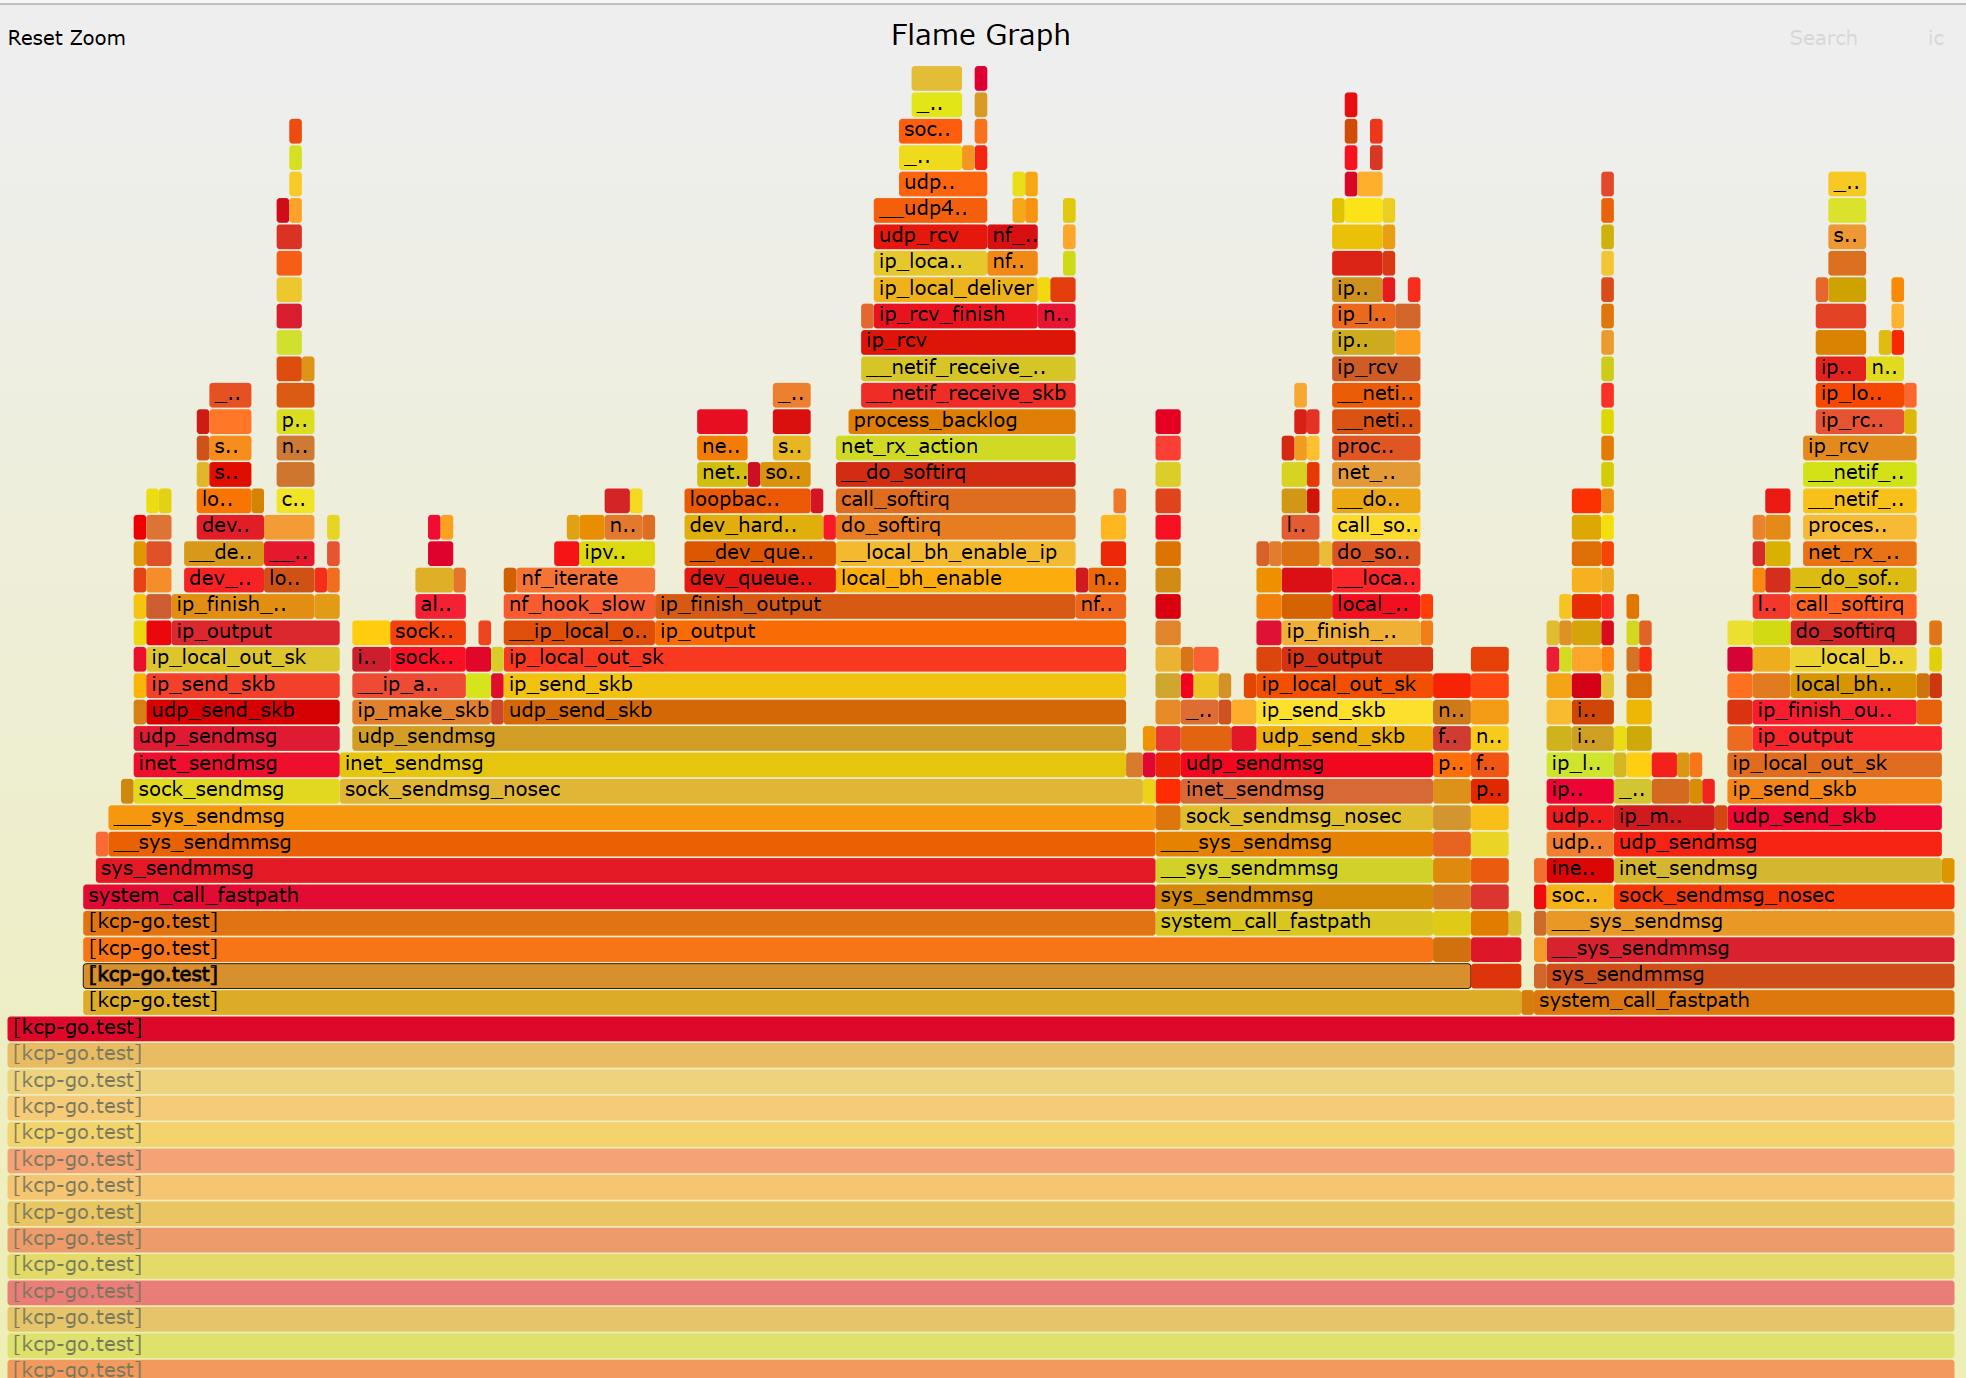 Flame Graph
Reset Zoom Search ic
_..
soc..
_..
udp.. _..
___udp4..
udp_rcv nf_.. s..
ip_loca.. nf..
ip_local_deliver ip..
ip_rcv_finish n.. ip_l..
ip_rcv ip..
__netif_receive_.. ip_rcv ip.. n..
_.. _.. __netif_receive_skb __neti.. ip_lo..
p.. process_backlog __neti.. ip_rc..
s.. n.. ne.. s.. net_rx_action proc.. ip_rcv
s.. net.. so.. __do_softirq net_.. __netif_..
lo.. c.. loopbac.. call_softirq __do.. __netif_..
dev.. dev_hard.. do_softirq n.. l.. call_so.. proces..
__de.. __.. ipv.. __dev_que.. __local_bh_enable_ip do_so.. net_rx_..
dev_.. lo.. nf_iterate dev_queue.. local_bh_enable n.. __loca.. __do_sof..
ip_finish_.. al.. nf_hook_slow ip_finish_output nf.. local_.. l.. call_softirq
ip_output sock.. __ip_local_o.. ip_output ip_finish_.. do_softirq
ip_local_out_sk i.. sock.. ip_local_out_sk ip_output __local_b..
ip_send_skb __ip_a.. ip_send_skb ip_local_out_sk local_bh..
udp_send_skb ip_make_skb udp_send_skb _.. ip_send_skb n.. i.. ip_finish_ou..
udp_sendmsg udp_sendmsg udp_send_skb f.. n.. i.. ip_output
inet_sendmsg inet_sendmsg udp_sendmsg p.. f.. ip_l.. ip_local_out_sk
sock_sendmsg sock_sendmsg_nosec inet_sendmsg p.. ip.. _.. ip_send_skb
___sys_sendmsg sock_sendmsg_nosec udp.. ip_m.. udp_send_skb
__sys_sendmmsg ___sys_sendmsg udp.. udp_sendmsg
sys_sendmmsg __sys_sendmmsg ine.. inet_sendmsg
system_call_fastpath sys_sendmmsg soc.. sock_sendmsg_nosec
[kcp-go.test] system_call_fastpath ___sys_sendmsg
[kcp-go.test] __sys_sendmmsg
[kcp-go.test] sys_sendmmsg
[kcp-go.test] system_call_fastpath
[kcp-go.test]
[kcp-go.test]
[kcp-go.test]
[kcp-go.test]
[kcp-go.test]
[kcp-go.test]
[kcp-go.test]
[kcp-go.test]
[kcp-go.test]
[kcp-go.test]
[kcp-go.test]
[kcp-go.test]
[kcp-go.test]
[kcp-go.test]